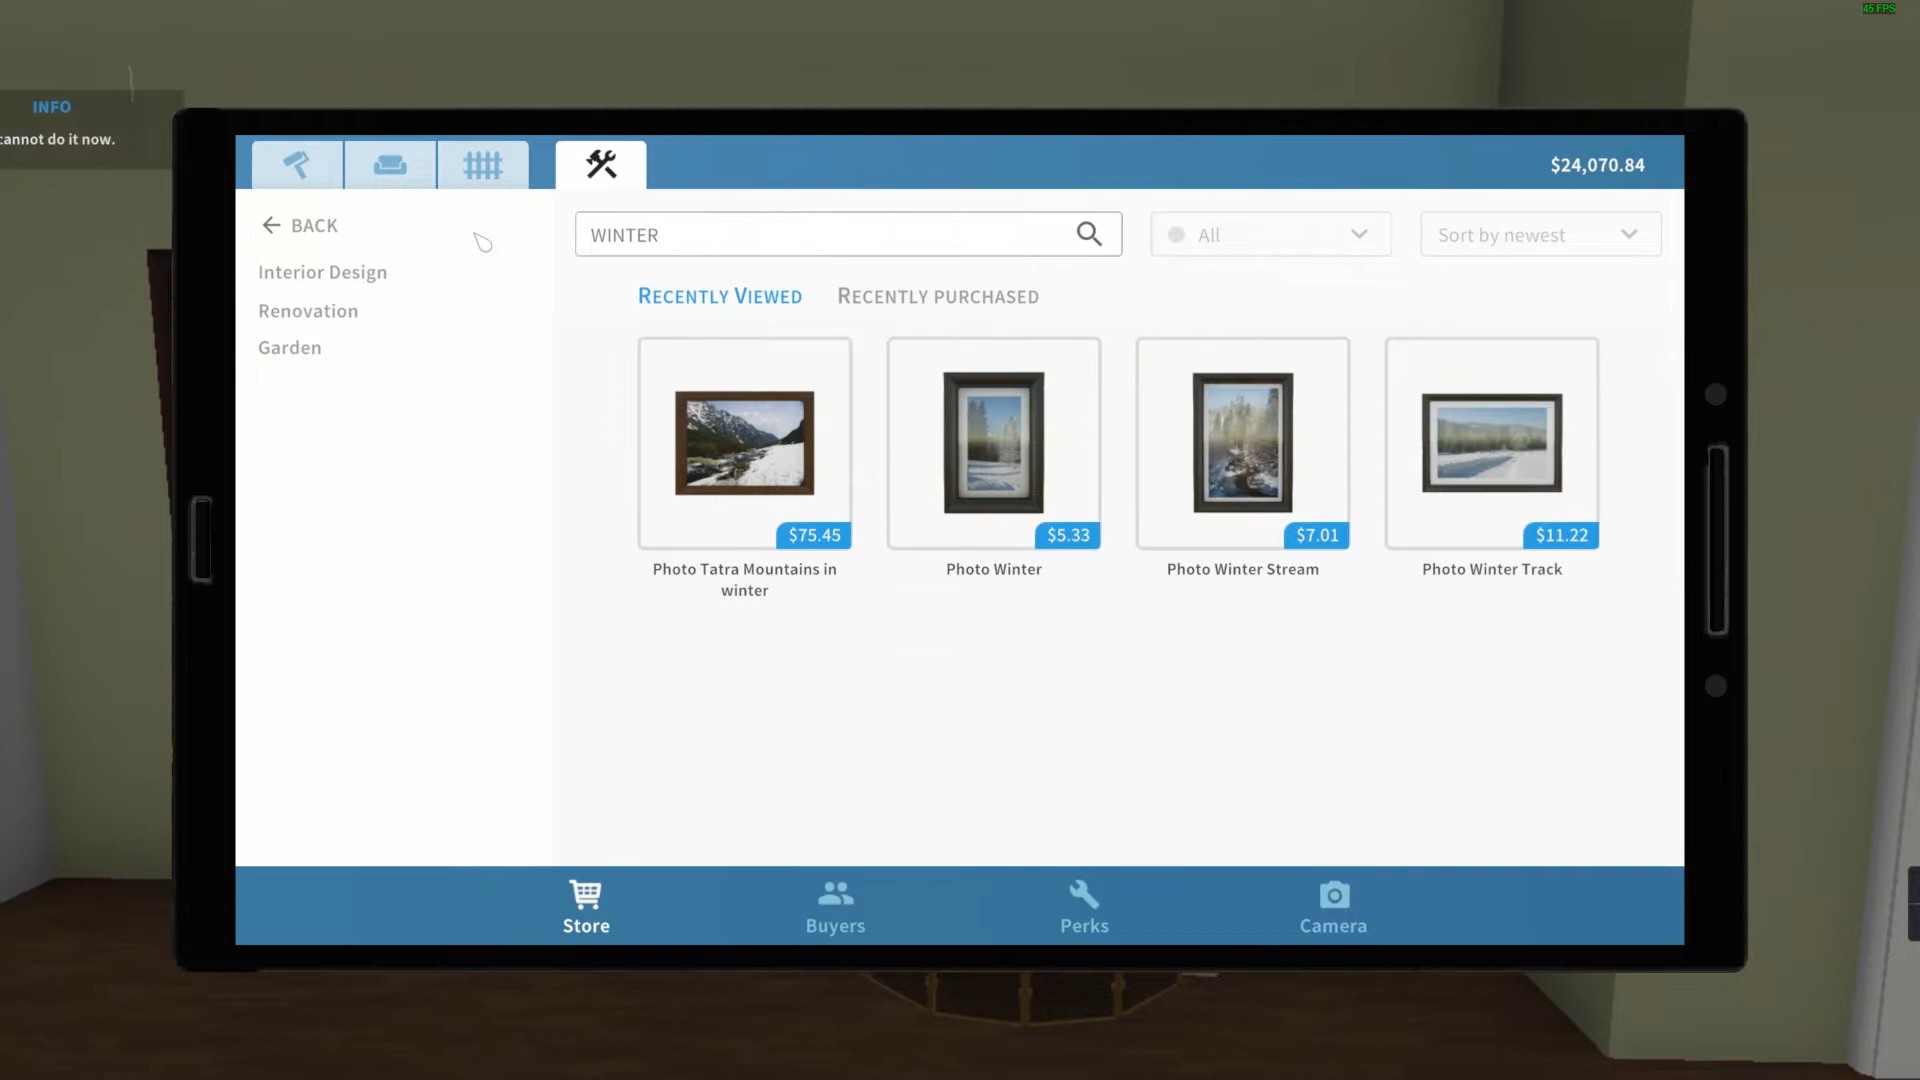 45 FPS
INFO
cannot do it now.
$24,070.84
BACK
Interior Design
Renovation
Garden
WINTER
All
Sort by newest
RECENTLY VIEWED
RECENTLY PURCHASED
$75.45
Photo Tatra Mountains in
winter
$5.33
Photo Winter
$7.01
Photo Winter Stream
$11.22
Photo Winter Track
Store
Buyers
Perks
Camera